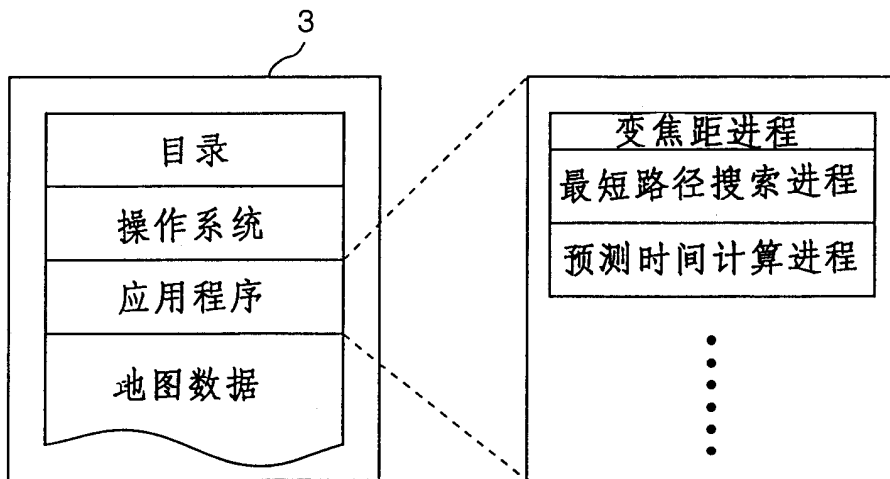 3
目录
操作系统
应用程序
地图数据
变焦距进程
最短路径搜索进程
预测时间计算进程